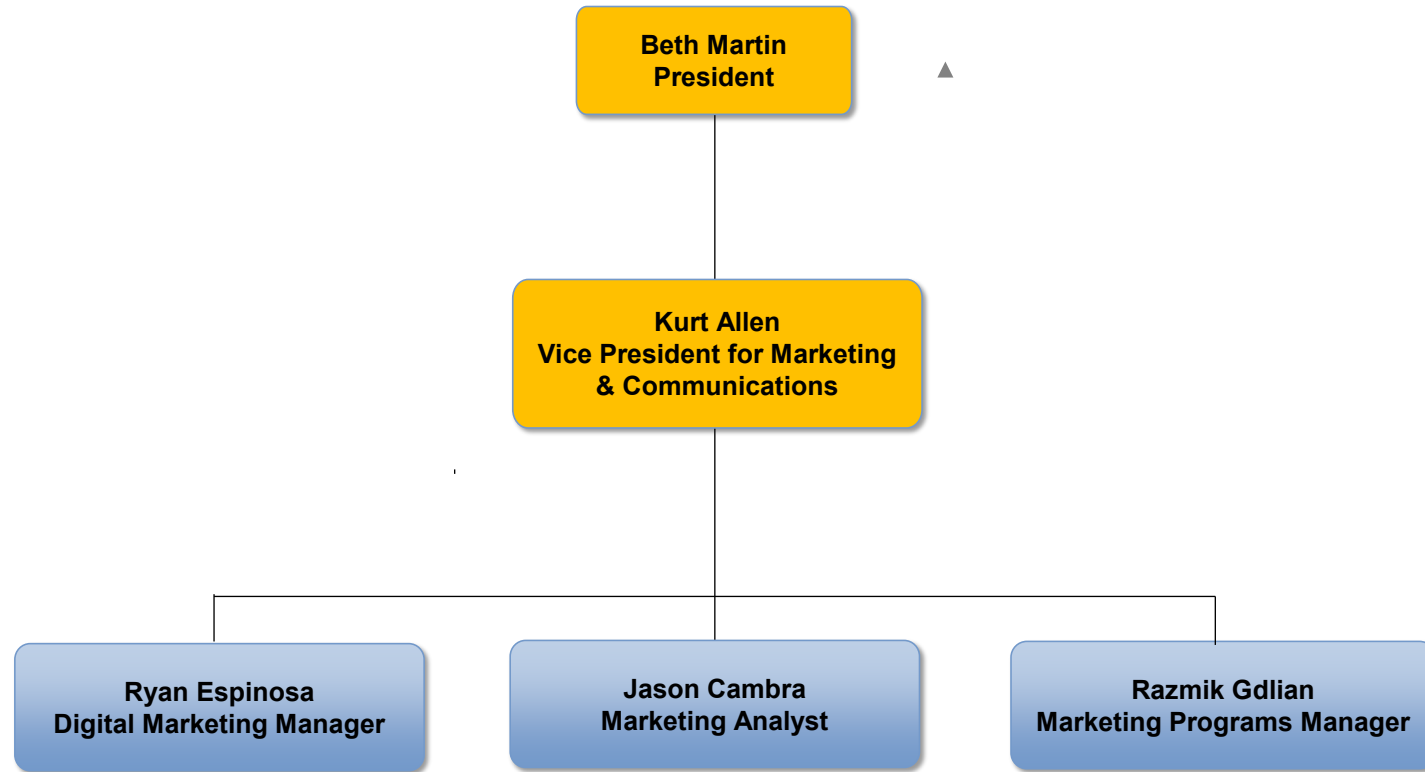 Beth Martin
President
Kurt Allen
Vice President for Marketing
& Communications
Ryan Espinosa
Digital Marketing Manager
Jason Cambra
Marketing Analyst
Razmik Gdlian
Marketing Programs Manager